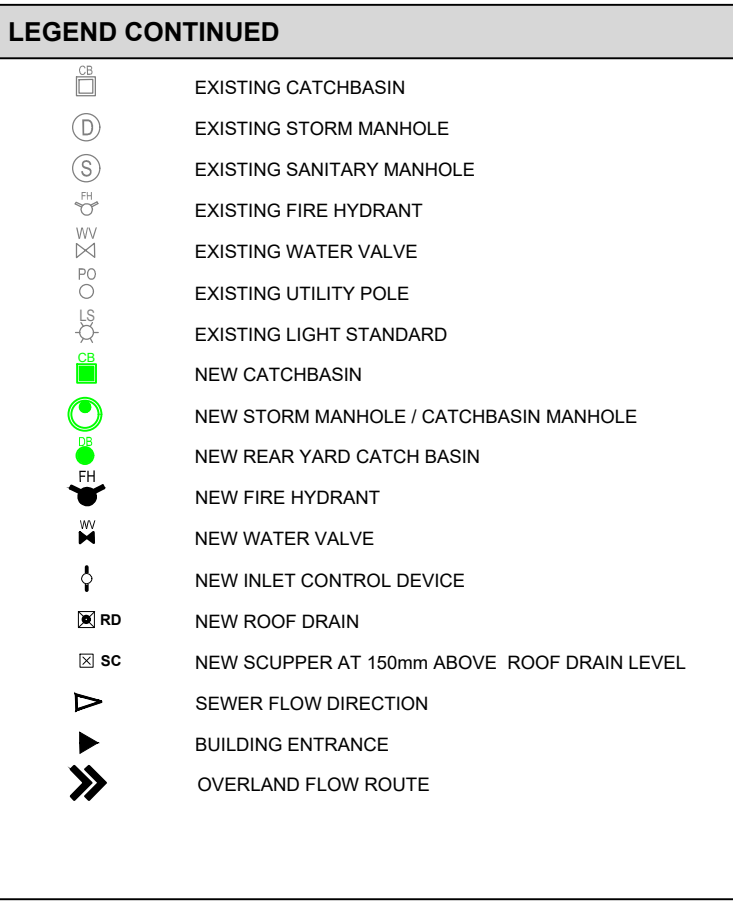 LEGEND CONTINUED
CB
EXISTING CATCHBASIN
D EXISTING STORM MANHOLE
S EXISTING SANITARY MANHOLE
FH
EXISTING FIRE HYDRANT
WV
EXISTING WATER VALVE
PO
EXISTING UTILITY POLE
LS
EXISTING LIGHT STANDARD
CB
NEW CATCHBASIN
NEW STORM MANHOLE / CATCHBASIN MANHOLE
DB
NEW REAR YARD CATCH BASIN
FH
NEW FIRE HYDRANT
WV
NEW WATER VALVE
NEW INLET CONTROL DEVICE
RD NEW ROOF DRAIN
SC NEW SCUPPER AT 150mm ABOVE ROOF DRAIN LEVEL
SEWER FLOW DIRECTION
BUILDING ENTRANCE
OVERLAND FLOW ROUTE